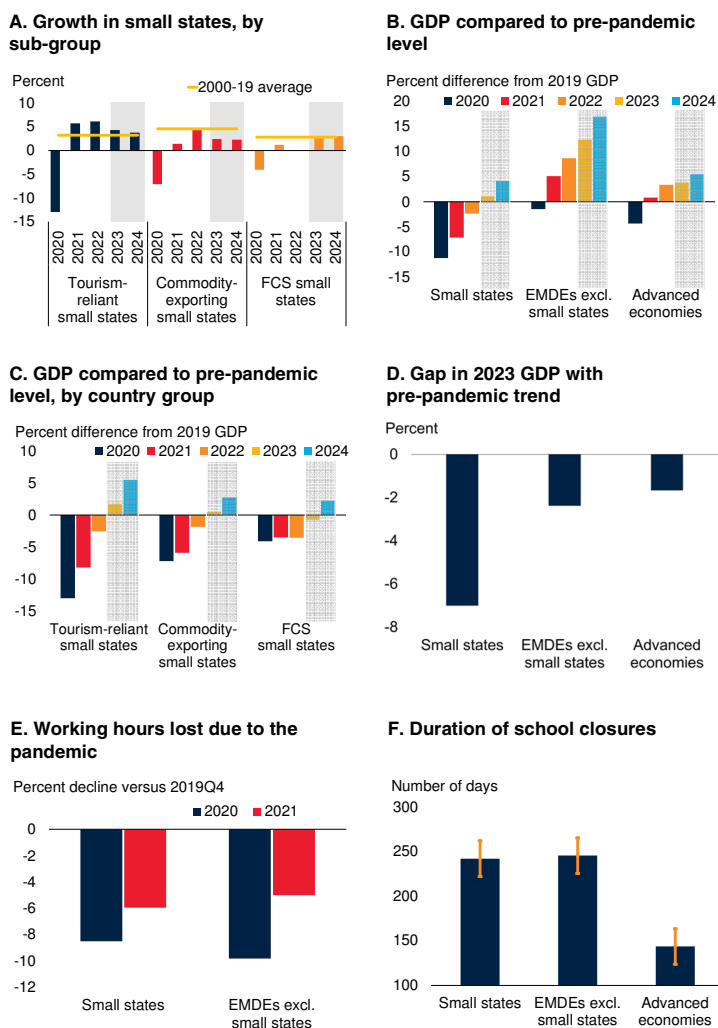 A. Growth in small states, by
sub-group
Percent
2000-19 average
10
5
0
-5
-10
-15
2020
2021
2022
2023
2024
2020
2021
2022
2023
2024
2020
2021
2022
2023
2024
Tourism-
reliant
small states
Commodity-
exporting
small states
FCS small
states
B. GDP compared to pre-pandemic
level
Percent difference from 2019 GDP
2020 2021 2022 2023 2024
20
15
10
5
0
-5
-10
-15
Small states
EMDEs excl.
small states
Advanced
economies
C. GDP compared to pre-pandemic
level, by country group
Percent difference from 2019 GDP
2020 2021 2022 2023 2024
10
5
0
-5
-10
-15
Tourism-reliant
small states
Commodity-
exporting
small states
FCS
small states
D. Gap in 2023 GDP with
pre-pandemic trend
Percent
0
-2
-4
-6
-8
Small states
EMDEs excl.
small states
Advanced
economies
E. Working hours lost due to the
pandemic
Percent decline versus 2019Q4
2020 2021
0
-2
-4
-6
-8
-10
-12
Small states
EMDEs excl.
small states
F. Duration of school closures
Number of days
300
250
200
150
100
Small states
EMDEs excl.
small states
Advanced
economies